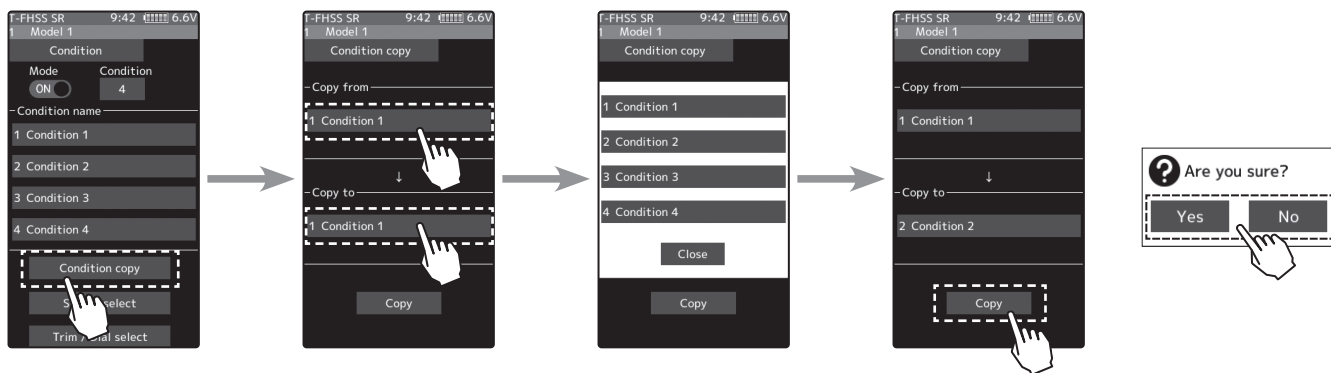 T-FHSS SR 9:42 6.6V
1 Model 1
Condition
Mode Condition
ON 4
Condition name
1 Condition 1
2 Condition 2
3 Condition 3
4 Condition 4
Condition copy
select
Trim / Dial select
T-FHSS SR 9:42 6.6V
1 Model 1
Condition copy
Copy from
1 Condition 1
↓
Copy to
1 Condition 1
Copy
T-FHSS SR 9:42 6.6V
1 Model 1
Condition copy
1 Condition 1
2 Condition 2
3 Condition 3
4 Condition 4
Close
Copy
T-FHSS SR 9:42 6.6V
1 Model 1
Condition copy
Copy from
1 Condition 1
↓
Copy to
2 Condition 2
Copy
? Are you sure?
Yes No